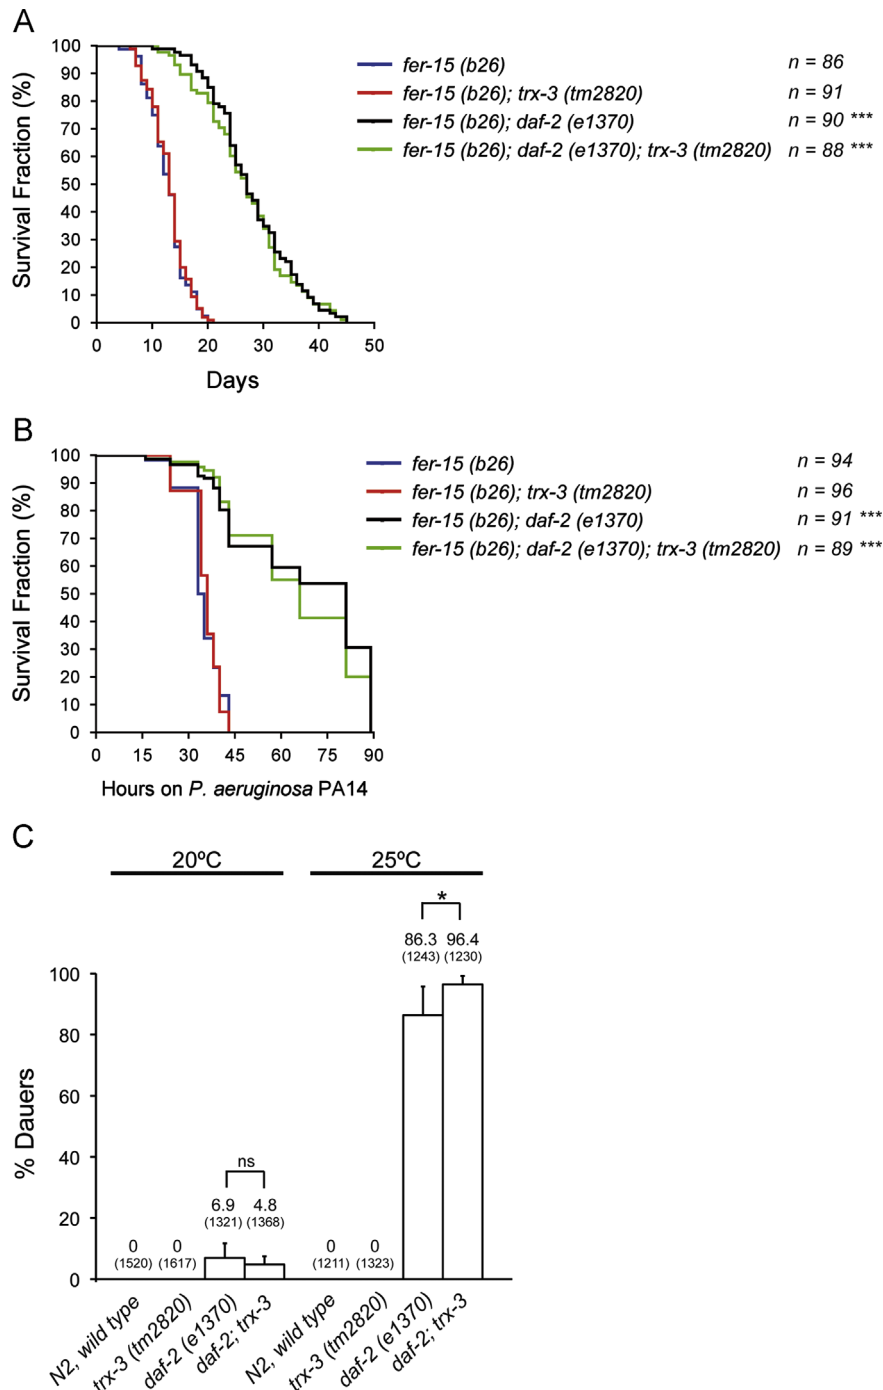 A
Survival Fraction (%)
100
90
80
70
60
50
40
30
20
10
0
0 10 20 30 40 50
Days
fer-15 (b26) n = 86
fer-15 (b26); trx-3 (tm2820) n = 91
fer-15 (b26); daf-2 (e1370) n = 90 ***
fer-15 (b26); daf-2 (e1370); trx-3 (tm2820) n = 88 ***
B
Survival Fraction (%)
100
90
80
70
60
50
40
30
20
10
0
0 15 30 45 60 75 90
Hours on P. aeruginosa PA14
fer-15 (b26) n = 94
fer-15 (b26); trx-3 (tm2820) n = 96
fer-15 (b26); daf-2 (e1370) n = 91 ***
fer-15 (b26); daf-2 (e1370); trx-3 (tm2820) n = 89 ***
C
20ºC 25ºC
*
86.3 96.4
(1243) (1230)
% Dauers
100
80
60
40
20
0
ns
6.9 4.8
(1321) (1368)
0 0 0 0
(1520) (1617) (1211) (1323)
N2, wild type
trx-3 (tm2820)
daf-2 (e1370)
daf-2; trx-3
N2, wild type
trx-3 (tm2820)
daf-2 (e1370)
daf-2; trx-3